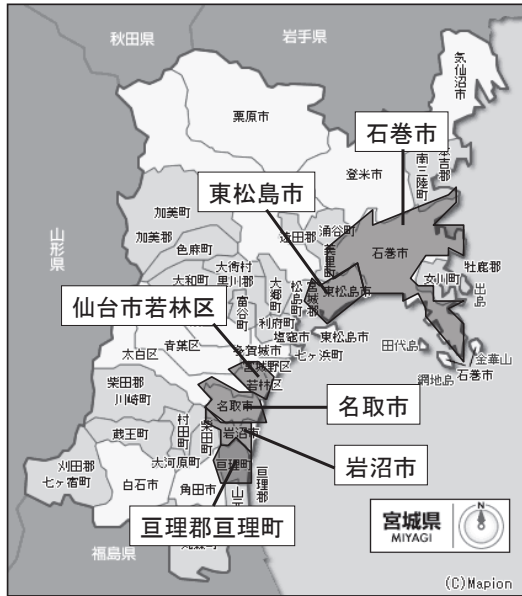 秋田県
岩手県
気仙沼市
栗原市
石巻市
本吉郡
南三陸町
登米市
東松島市
加美町
加美郡
色麻町
遠田郡
涌谷町
美里町
石巻市
山形県
大衡村
黒川郡
大和町
大郷町
富谷町
松島町
宮城郡
東松島市
女川町
牡鹿郡
出島
仙台市若林区
利府町
塩竈市
東松島市
多賀城市
七ヶ浜町
田代島
網地島
金華山
石巻市
青葉区
太白区
宮城野区
若林区
柴田郡
川崎町
名取市
名取市
村田町
柴田町
岩沼市
岩沼市
蔵王町
大河原町
亘理町
亘理郡
刈田郡
七ヶ宿町
白石市
角田市
亘理郡亘理町
福島県
宮城県
MIYAGI
N
(C)Mapion